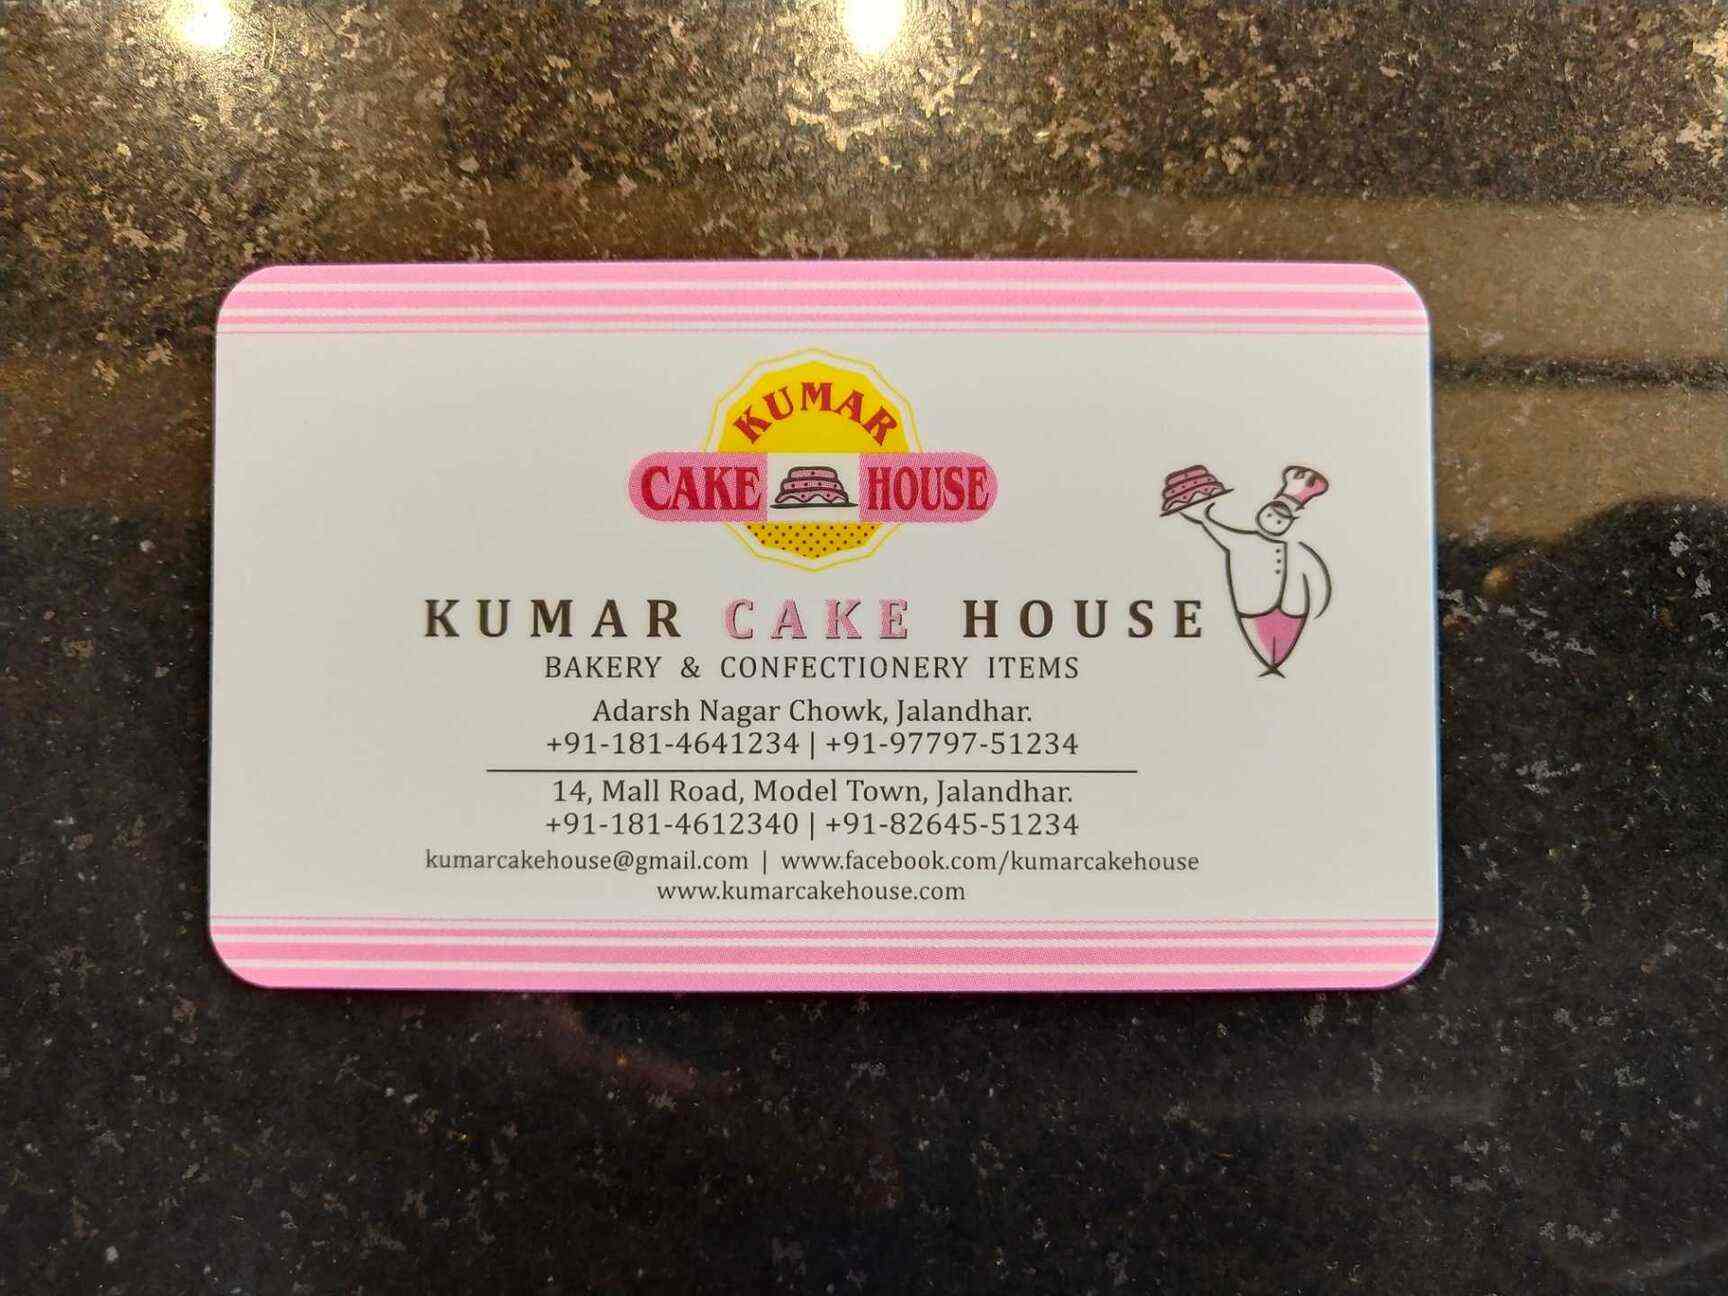 KUMAR
CAKE HOUSE
KUMAR CAKE HOUSE
BAKERY & CONFECTIONERY ITEMS
Adarsh Nagar Chowk, Jalandhar.
+91-181-4641234 | +91-97797-51234
14, Mall Road, Model Town, Jalandhar.
+91-181-4612340 | +91-82645-51234
kumarcakehouse@gmail.com | www.facebook.com/kumarcakehouse
www.kumarcakehouse.com